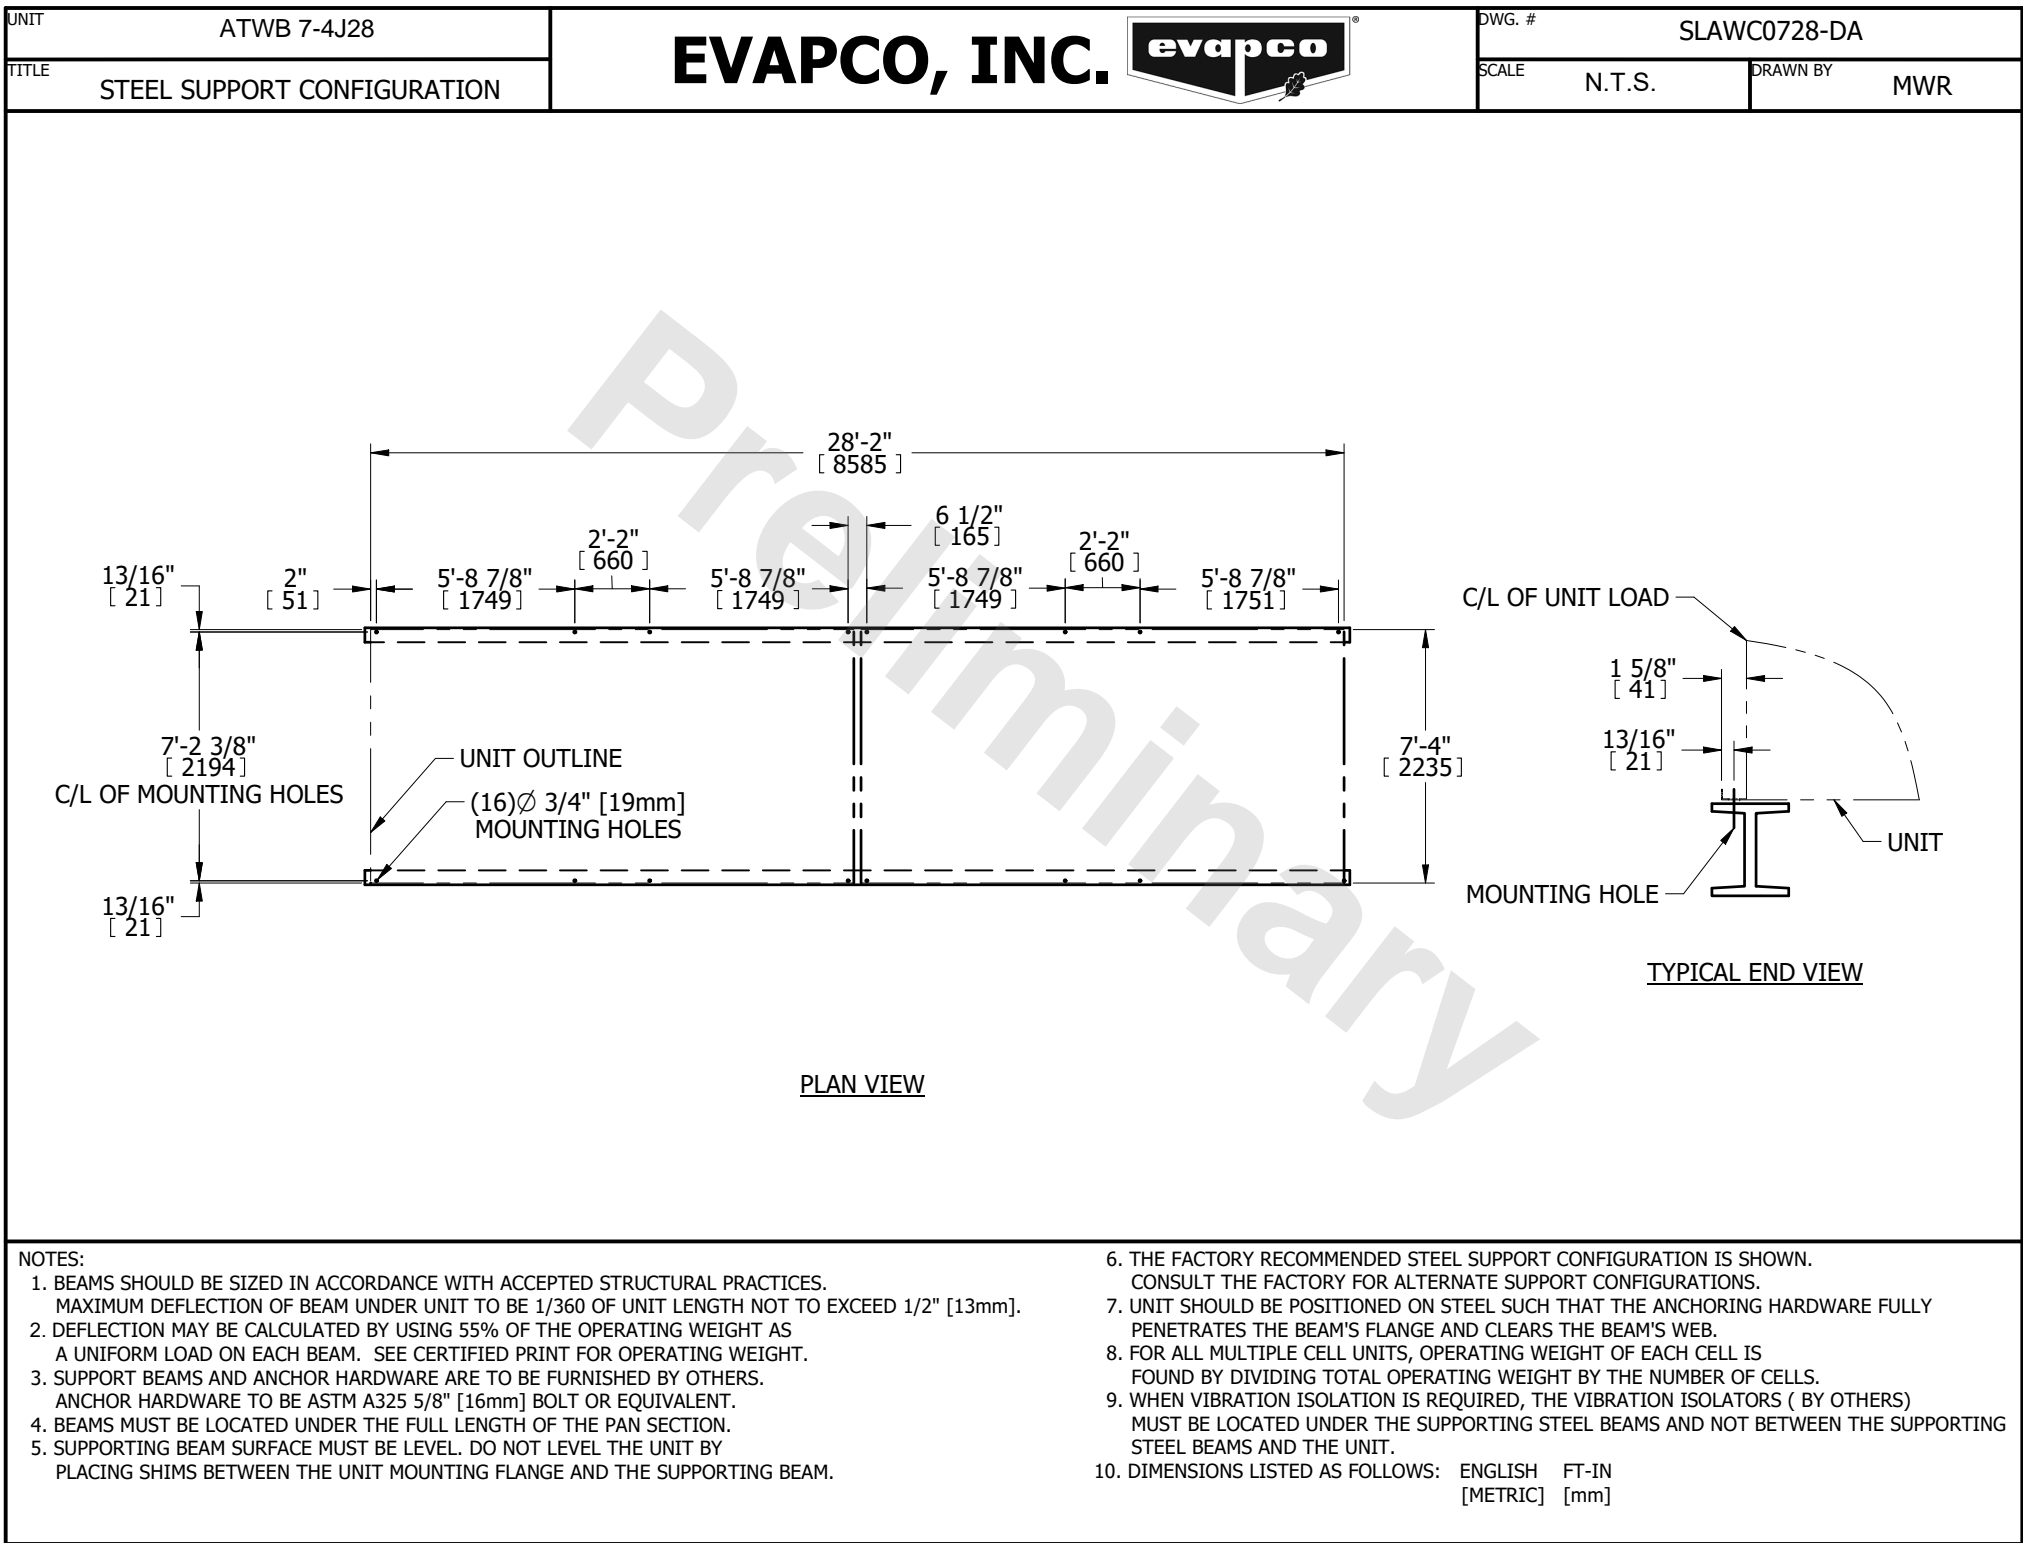 UNIT
ATWB 7-4J28
TITLE
STEEL SUPPORT CONFIGURATION
EVAPCO, INC.
evapco
®
DWG. #
SLAWC0728-DA
SCALE
N.T.S.
DRAWN BY
MWR
Preliminary
28'-2"
[ 8585 ]
6 1/2"
[ 165]
2'-2"
[ 660 ]
2'-2"
[ 660 ]
13/16"
[ 21]
2"
[ 51]
5'-8 7/8"
[ 1749]
5'-8 7/8"
[ 1749 ]
5'-8 7/8"
[ 1749 ]
5'-8 7/8"
[ 1751]
7'-2 3/8"
[ 2194]
C/L OF MOUNTING HOLES
UNIT OUTLINE
(16)Ø 3/4" [19mm]
MOUNTING HOLES
7'-4"
[ 2235]
13/16"
[ 21]
PLAN VIEW
C/L OF UNIT LOAD
1 5/8"
[ 41]
13/16"
[ 21]
UNIT
MOUNTING HOLE
TYPICAL END VIEW
NOTES:
1. BEAMS SHOULD BE SIZED IN ACCORDANCE WITH ACCEPTED STRUCTURAL PRACTICES.
MAXIMUM DEFLECTION OF BEAM UNDER UNIT TO BE 1/360 OF UNIT LENGTH NOT TO EXCEED 1/2" [13mm].
2. DEFLECTION MAY BE CALCULATED BY USING 55% OF THE OPERATING WEIGHT AS
A UNIFORM LOAD ON EACH BEAM. SEE CERTIFIED PRINT FOR OPERATING WEIGHT.
3. SUPPORT BEAMS AND ANCHOR HARDWARE ARE TO BE FURNISHED BY OTHERS.
ANCHOR HARDWARE TO BE ASTM A325 5/8" [16mm] BOLT OR EQUIVALENT.
4. BEAMS MUST BE LOCATED UNDER THE FULL LENGTH OF THE PAN SECTION.
5. SUPPORTING BEAM SURFACE MUST BE LEVEL. DO NOT LEVEL THE UNIT BY
PLACING SHIMS BETWEEN THE UNIT MOUNTING FLANGE AND THE SUPPORTING BEAM.
6. THE FACTORY RECOMMENDED STEEL SUPPORT CONFIGURATION IS SHOWN.
CONSULT THE FACTORY FOR ALTERNATE SUPPORT CONFIGURATIONS.
7. UNIT SHOULD BE POSITIONED ON STEEL SUCH THAT THE ANCHORING HARDWARE FULLY
PENETRATES THE BEAM'S FLANGE AND CLEARS THE BEAM'S WEB.
8. FOR ALL MULTIPLE CELL UNITS, OPERATING WEIGHT OF EACH CELL IS
FOUND BY DIVIDING TOTAL OPERATING WEIGHT BY THE NUMBER OF CELLS.
9. WHEN VIBRATION ISOLATION IS REQUIRED, THE VIBRATION ISOLATORS ( BY OTHERS)
MUST BE LOCATED UNDER THE SUPPORTING STEEL BEAMS AND NOT BETWEEN THE SUPPORTING
STEEL BEAMS AND THE UNIT.
10. DIMENSIONS LISTED AS FOLLOWS: ENGLISH FT-IN
[METRIC] [mm]